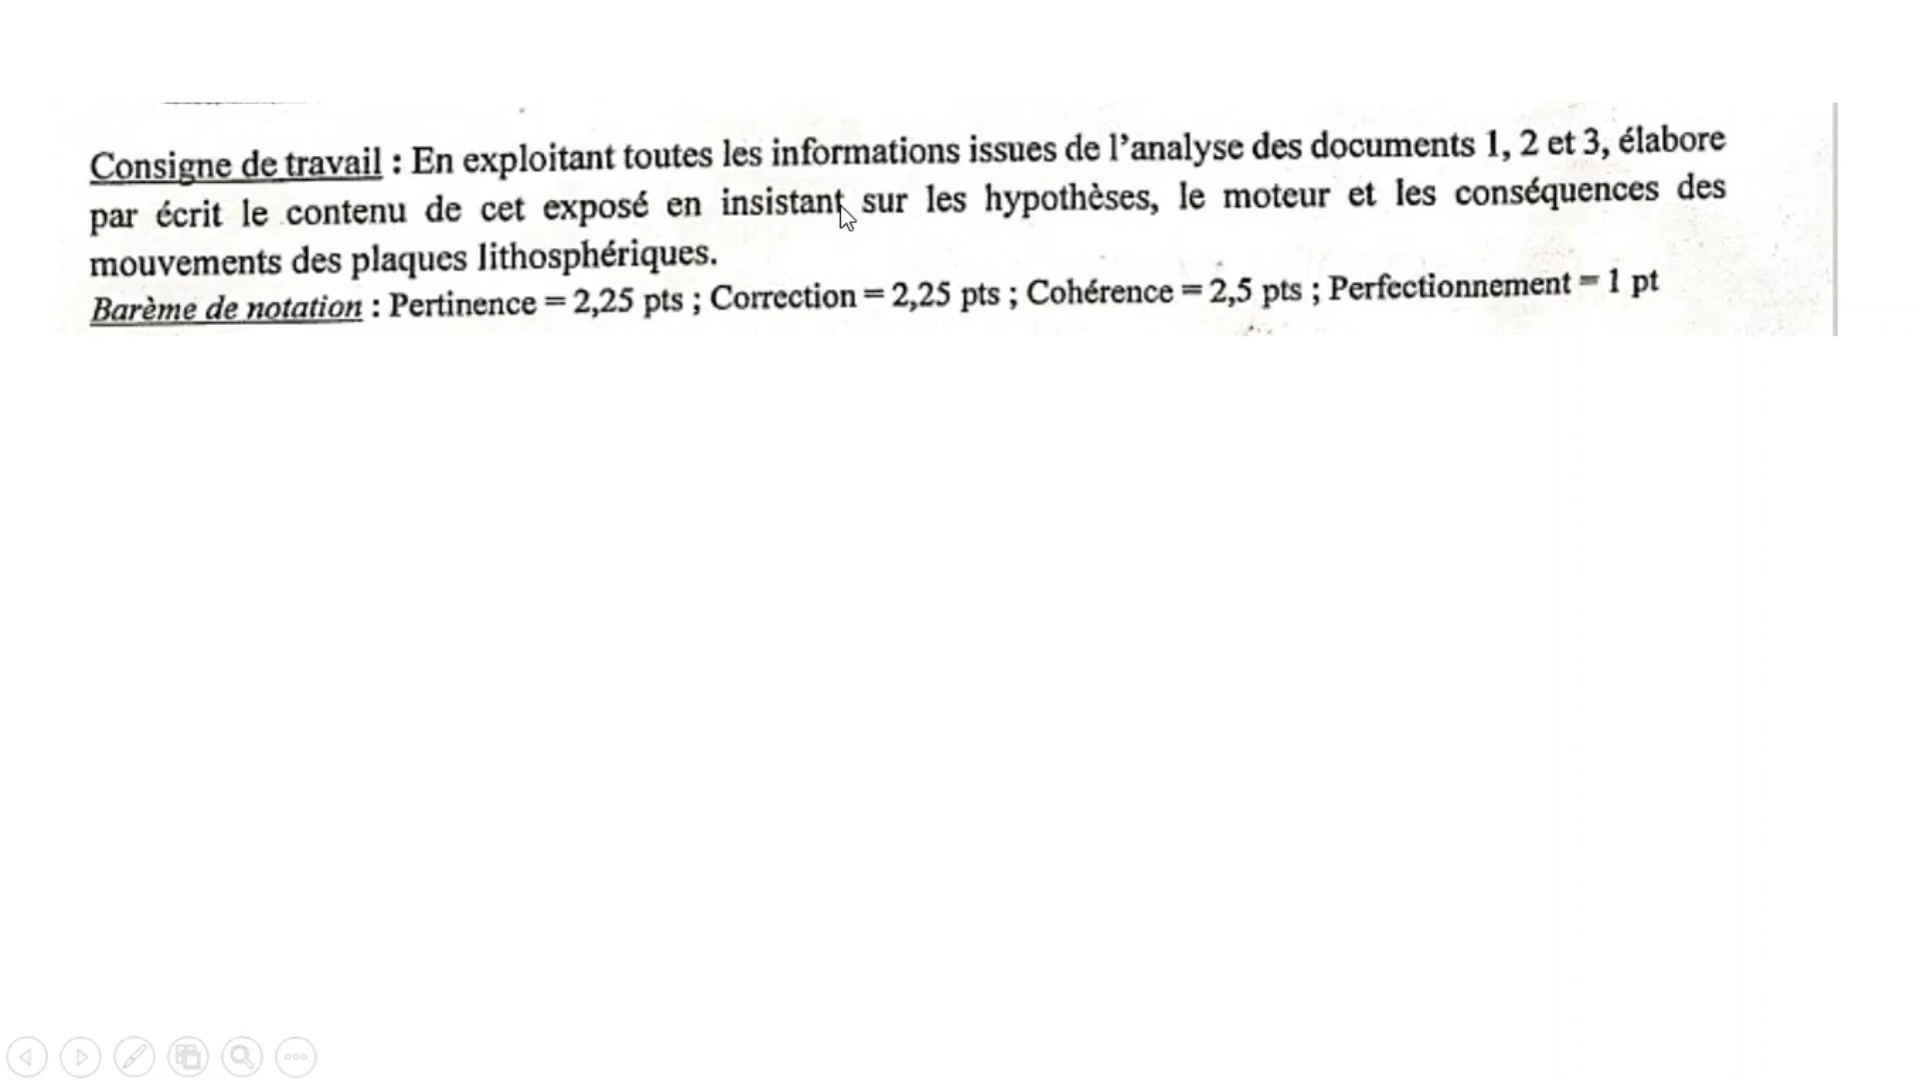 Consigne de travail : En exploitant toutes les informations issues de l'analyse des documents 1, 2 et 3, élabore
par écrit le contenu de cet exposé en insistant sur les hypothèses, le moteur et les conséquences des
mouvements des plaques lithosphériques.
Barème de notation : Pertinence = 2,25 pts ; Correction = 2,25 pts ; Cohérence = 2,5 pts ; Perfectionnement = 1 pt